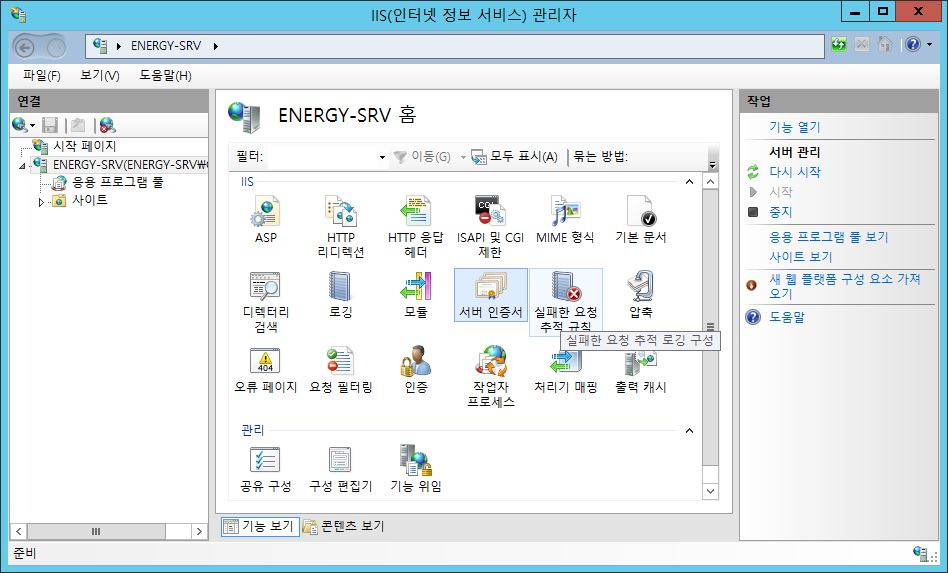 IIS(인터넷 정보 서비스) 관리자
ENERGY-SRV
파일(F) 보기(V) 도움말(H)
연결
시작 페이지
ENERGY-SRV(ENERGY-SRV₩
응용 프로그램 풀
사이트
ENERGY-SRV 홈
필터: 이동(G) 모두 표시(A) 묶는 방법:
IIS
ASP
HTTP
리디렉션
HTTP 응답
헤더
ISAPI 및 CGI
제한
MIME 형식
기본 문서
디렉터리
검색
로깅
모듈
서버 인증서
실패한 요청
추적 규칙
압축
실패한 요청 추적 로깅 구성
404
오류 페이지
요청 필터링
인증
작업자
프로세스
처리기 매핑
출력 캐시
관리
공유 구성
구성 편집기
기능 위임
기능 보기 콘텐츠 보기
작업
기능 열기
서버 관리
다시 시작
시작
중지
응용 프로그램 풀 보기
사이트 보기
새 웹 플랫폼 구성 요소 가져
오기
도움말
준비